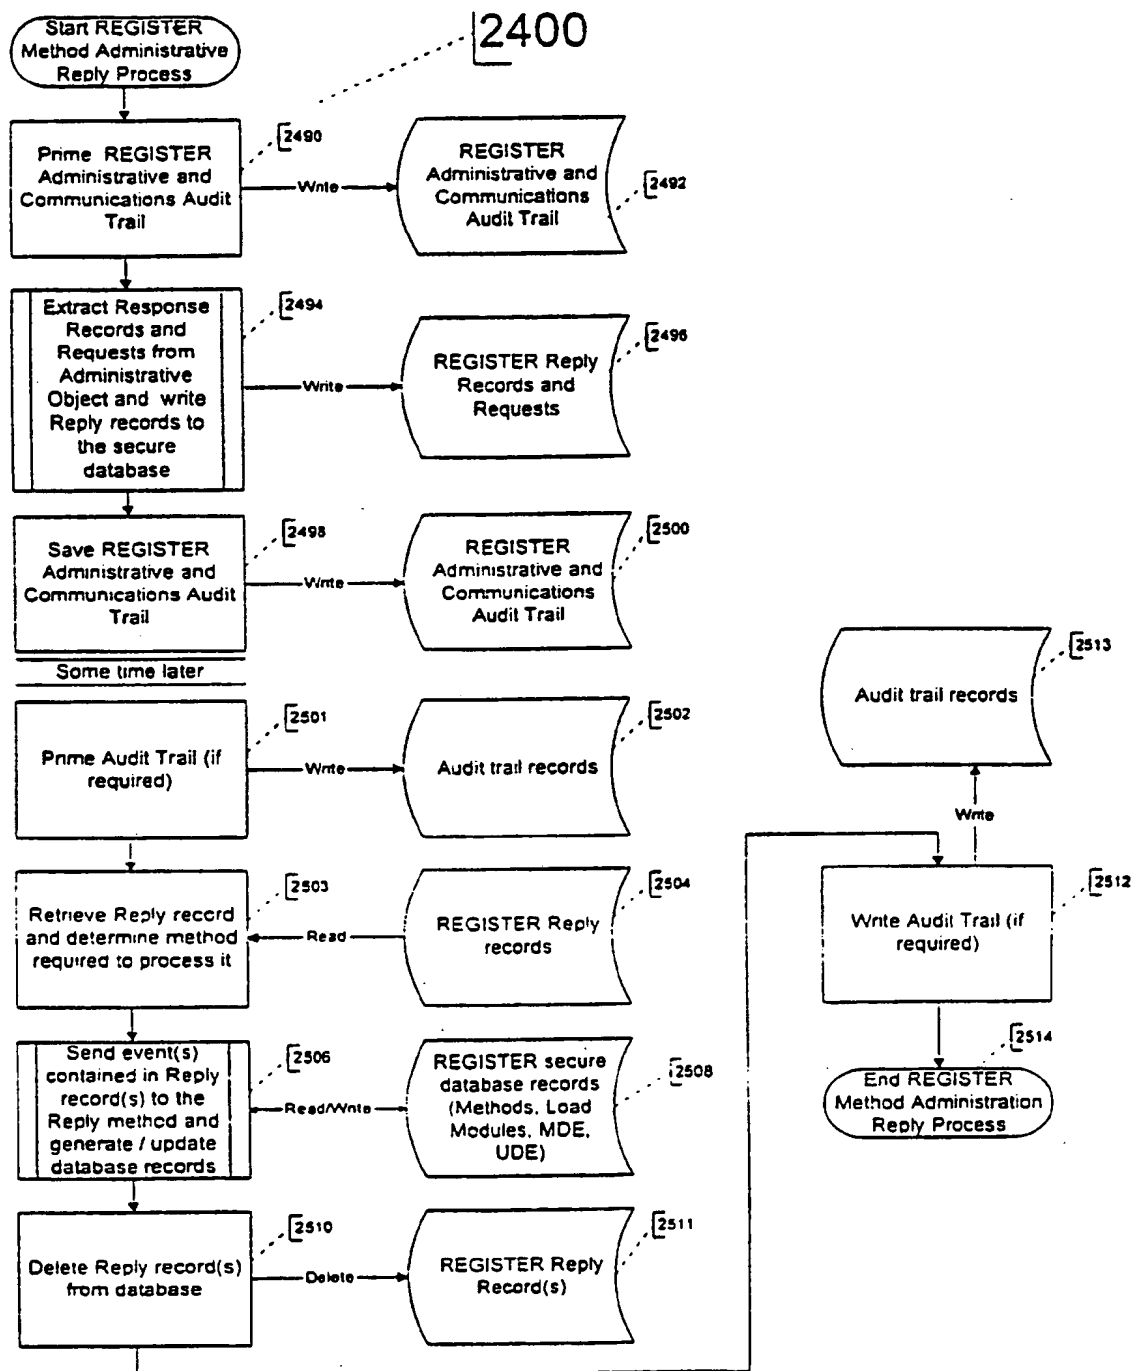 Start REGISTER
Method Administrative
Reply Process
2400
Prime REGISTER
Administrative and
Communications Audit
Trail
2490
Write
REGISTER
Administrative and
Communications
Audit Trail
2492
Extract Response
Records and
Requests from
Administrative
Object and write
Reply records to
the secure
database
2494
Write
REGISTER Reply
Records and
Requests
2496
Save REGISTER
Administrative and
Communications Audit
Trail
2498
Write
REGISTER
Administrative and
Communications
Audit Trail
2500
Some time later
Prime Audit Trail (if
required)
2501
Write
Audit trail records
2502
Retrieve Reply record
and determine method
required to process it
2503
Read
REGISTER Reply
records
2504
Send event(s)
contained in Reply
record(s) to the
Reply method and
generate / update
database records
2506
Read/Write
REGISTER secure
database records
(Methods, Load
Modules, MDE,
UDE)
2508
Delete Reply record(s)
from database
2510
Delete
REGISTER Reply
Record(s)
2511
Audit trail records
2513
Write
Write Audit Trail (if
required)
2512
2514
End REGISTER
Method Administration
Reply Process